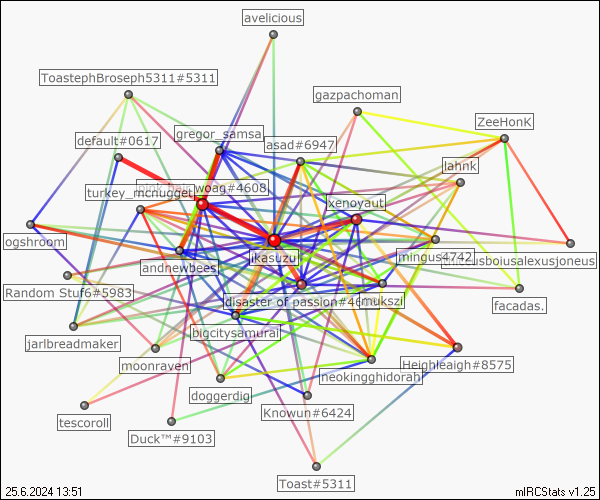 avelicious
ToastephBroseph5311#5311
gazpachoman
ZeeHonK
gregor_samsa
default#0617
asad#6947
lahnk
woag#4608
turkey_mcnugget
xenoyaut
ogshroom
ikasuzu
mingus4742
usboiusalexusjoneus
andnewbees
Random Stuf6#5983
disaster of passion#46
mukszi
facadas.
bigcitysamurai
jarlbreadmaker
moonraven
neokingghidorah
Heighleaigh#8575
doggerdig
Knowun#6424
tescoroll
Duck™#9103
Toast#5311
25.6.2024 13:51
mIRCStats v1.25